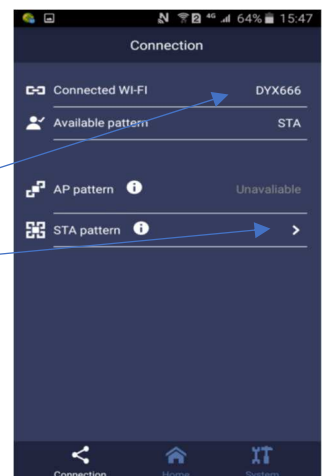 4G 64% 15:47
Connection
Connected WI-FI DYX666
Available pattern STA
AP pattern i Unavaliable
STA pattern i >
Connection Home System